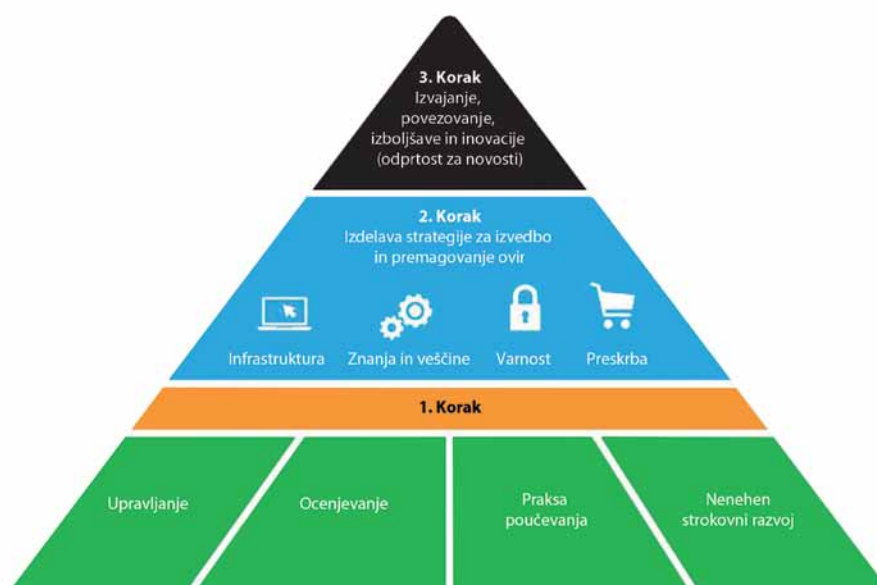 3. Korak
Izvajanje,
povezovanje,
izboljšave in inovacije
(odprtost za novosti)
2. Korak
Izdelava strategije za izvedbo
in premagovanje ovir
Infrastruktura
Znanja in veščine
Varnost
Preskrba
1. Korak
Upravljanje
Ocenjevanje
Praksa
poučevanja
Nenehen
strokovni razvoj